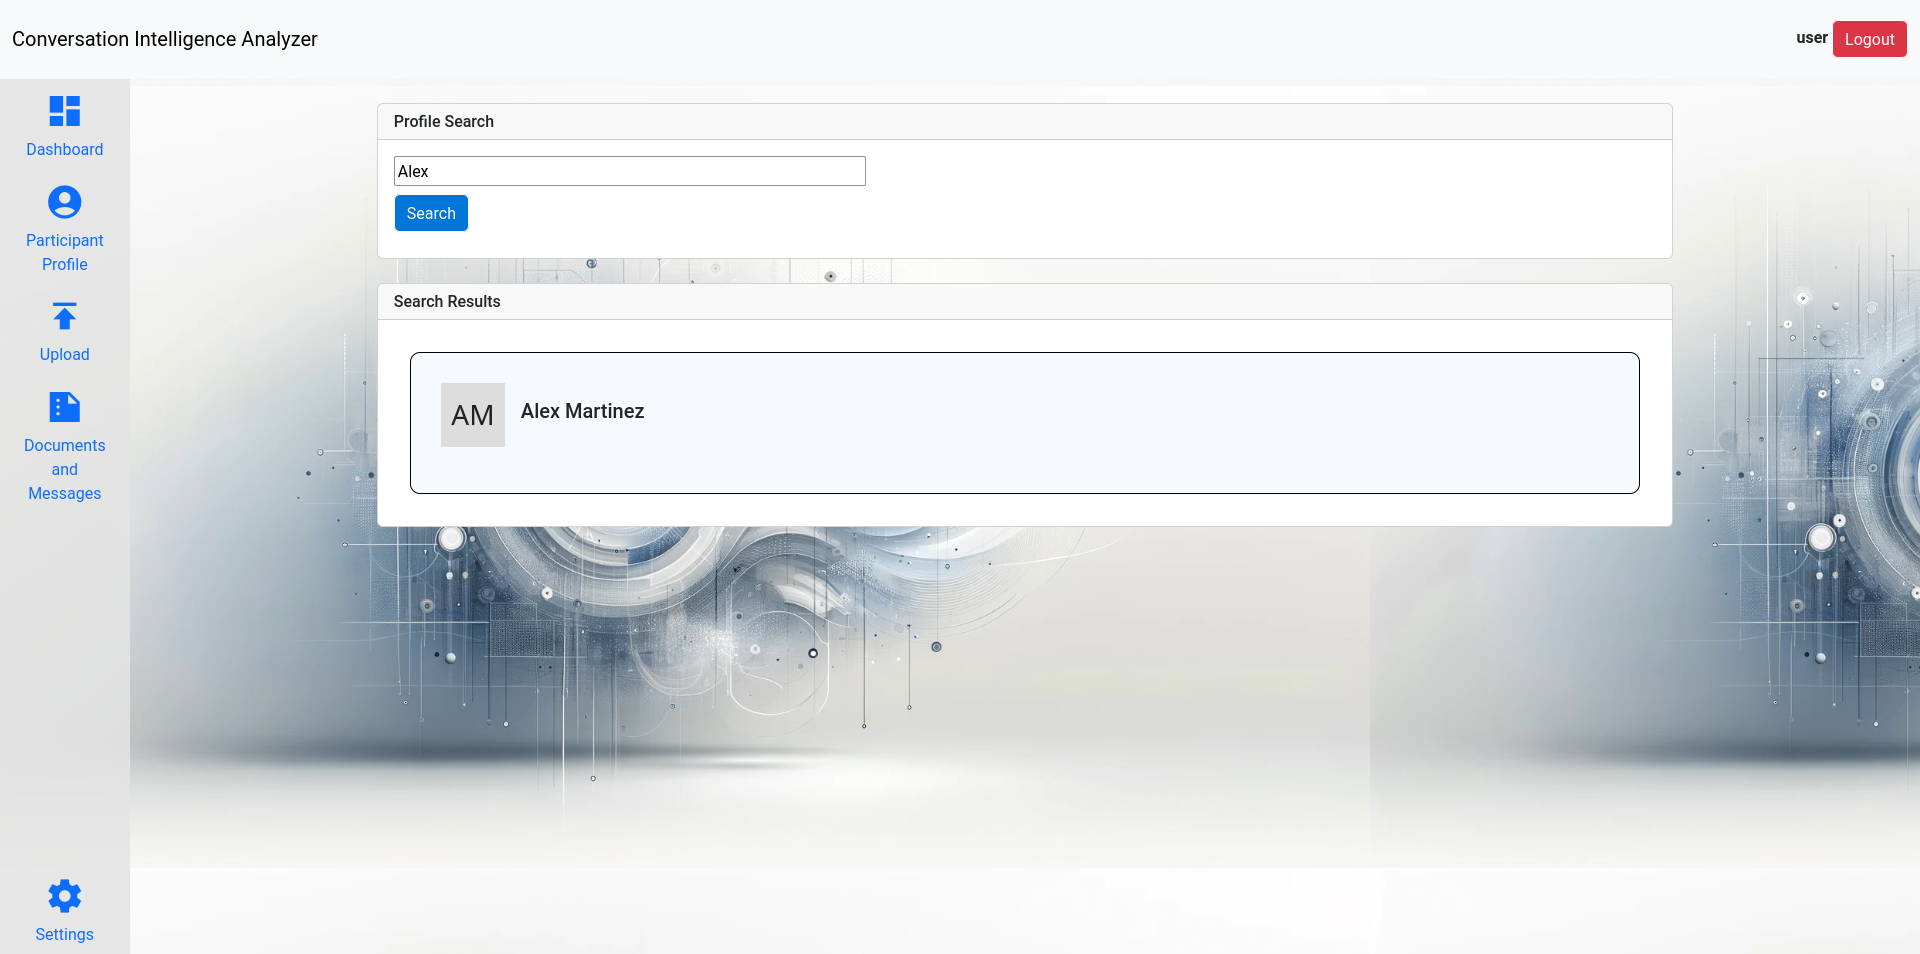 Conversation Intelligence Analyzer
user Logout
Dashboard
Participant
Profile
Upload
Documents
and
Messages
Settings
Profile Search
Alex
Search
Search Results
AM Alex Martinez